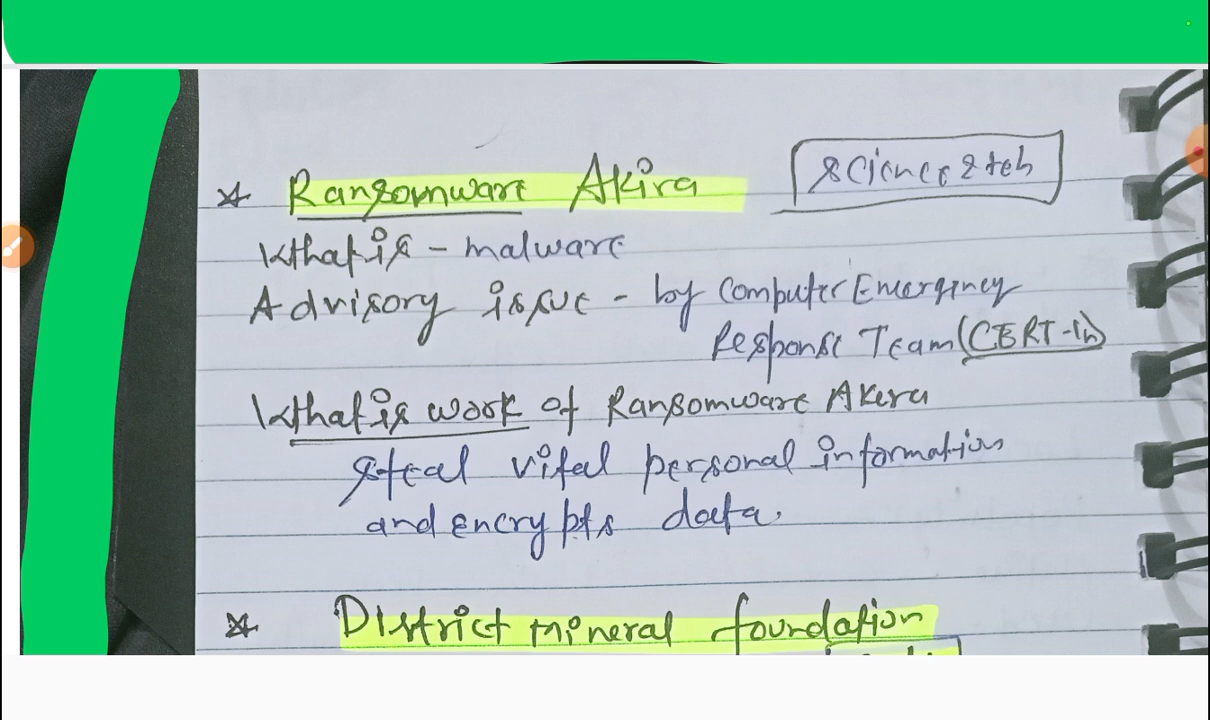 Ransomware Akira
Science & teh
What is - malware
Advisory issue - by Computer Emergency
Response Team (CERT-In)
What is work of Ransomware Akera
steal vital personal information
and encrypts data.
District mineral foundation